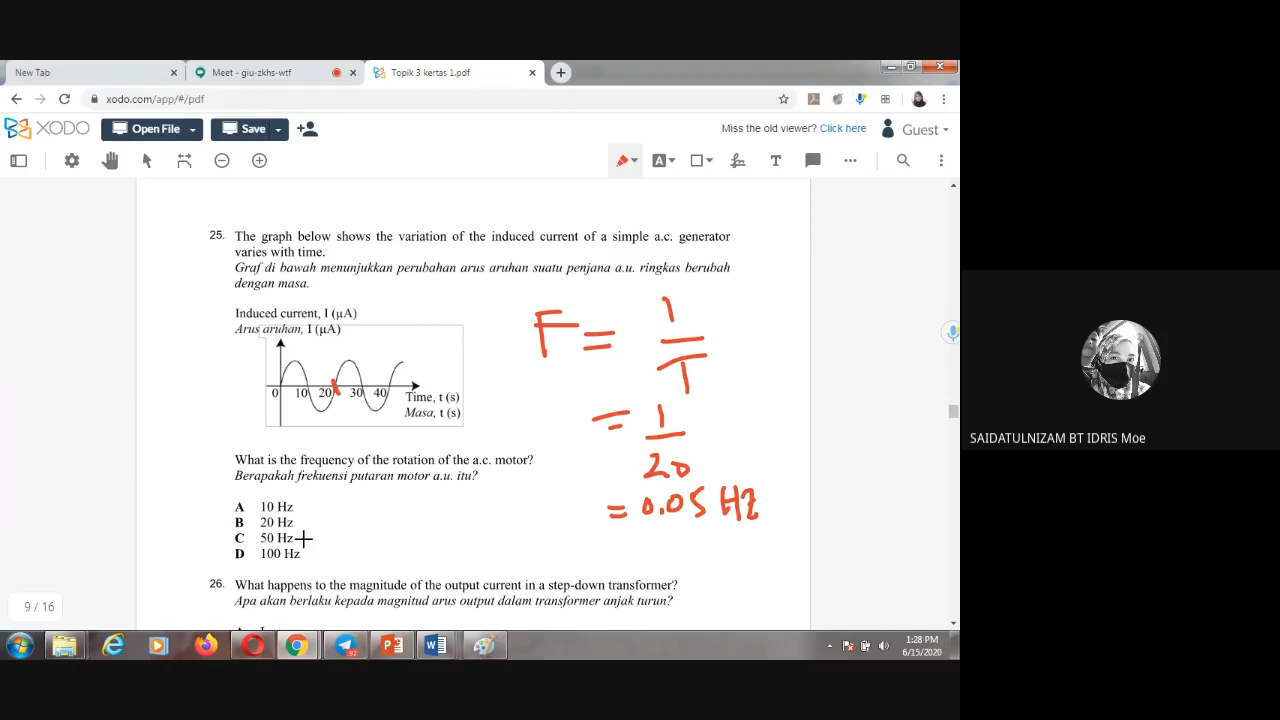 New Tab
Meet - giu-zkhs-wtf
Topik 3 kertas 1.pdf
xodo.com/app/#/pdf
XODO
Open File
Save
Miss the old viewer? Click here
Guest
25. The graph below shows the variation of the induced current of a simple a.c. generator
varies with time.
Graf di bawah menunjukkan perubahan arus aruhan suatu penjana a.u. ringkas berubah
dengan masa.
Induced current, I (µA)
Arus aruhan, I (µA)
0 10 20 30 40
Time, t (s)
Masa, t (s)
F = 1
T
= 1
20
= 0.05 HZ
What is the frequency of the rotation of the a.c. motor?
Berapakah frekuensi putaran motor a.u. itu?
A 10 Hz
B 20 Hz
C 50 Hz
D 100 Hz
26. What happens to the magnitude of the output current in a step-down transformer?
Apa akan berlaku kepada magnitud arus output dalam transformer anjak turun?
9 / 16
1:28 PM
6/15/2020
SAIDATULNIZAM BT IDRIS Moe